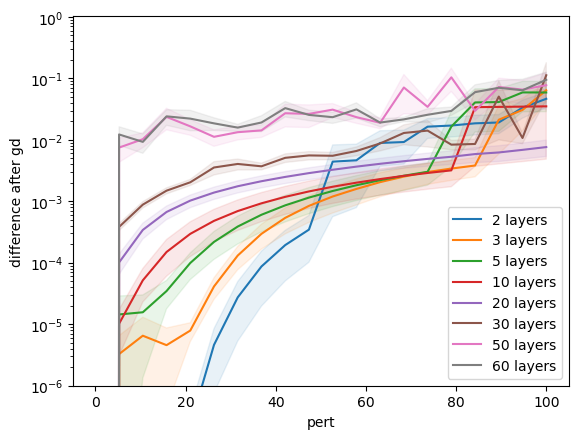 10⁰
10⁻¹
10⁻²
10⁻³
10⁻⁴
10⁻⁵
10⁻⁶
difference after gd
0 20 40 60 80 100
pert
2 layers
3 layers
5 layers
10 layers
20 layers
30 layers
50 layers
60 layers